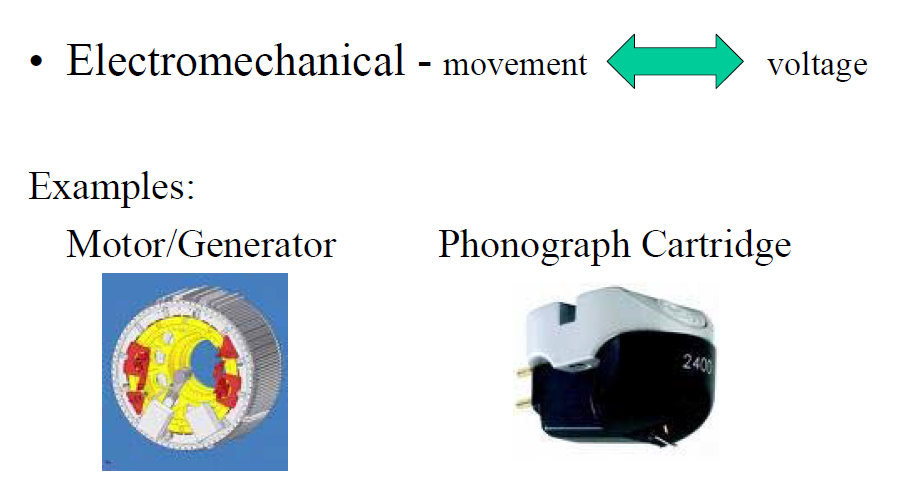 • Electromechanical - movement voltage
Examples:
Motor/Generator Phonograph Cartridge
2400